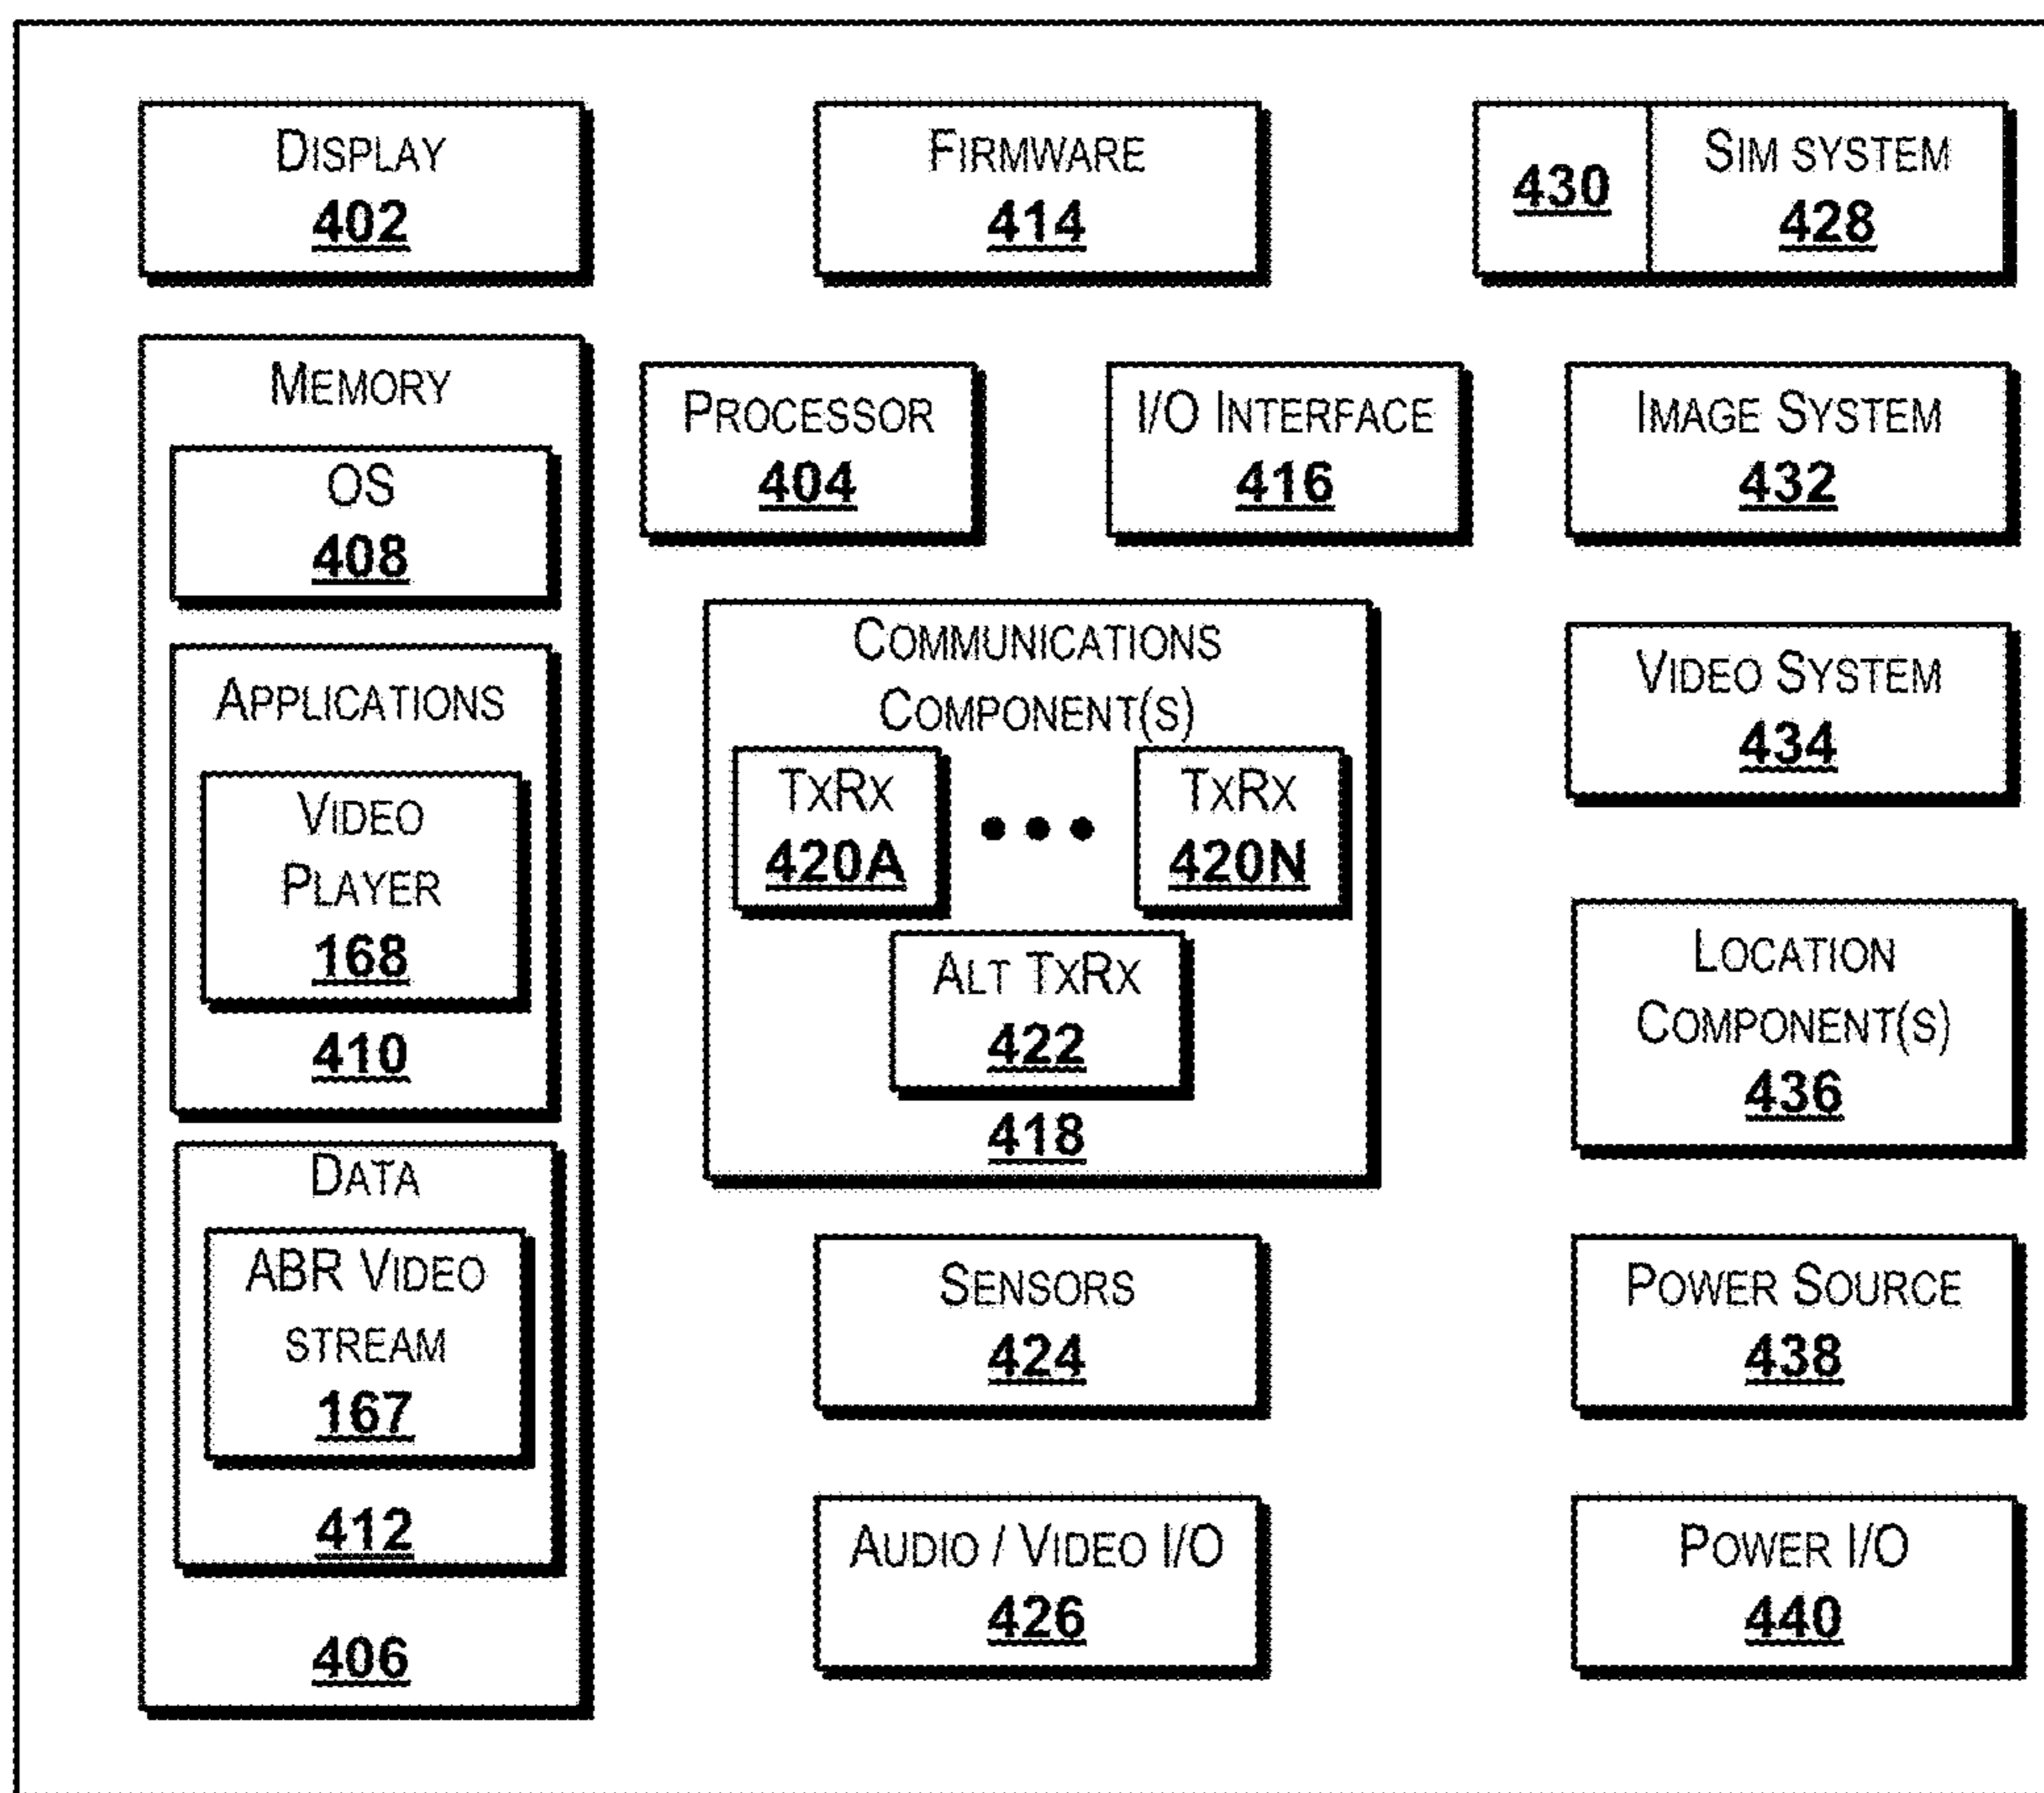 DISPLAY
402
FIRMWARE
414
430
SIM SYSTEM
428
MEMORY
OS
408
APPLICATIONS
VIDEO
PLAYER
168
410
DATA
ABR VIDEO
STREAM
167
412
406
PROCESSOR
404
I/O INTERFACE
416
IMAGE SYSTEM
432
COMMUNICATIONS
COMPONENT(S)
TXRX
420A
TXRX
420N
ALT TXRX
422
418
VIDEO SYSTEM
434
LOCATION
COMPONENT(S)
436
SENSORS
424
POWER SOURCE
438
AUDIO / VIDEO I/O
426
POWER I/O
440